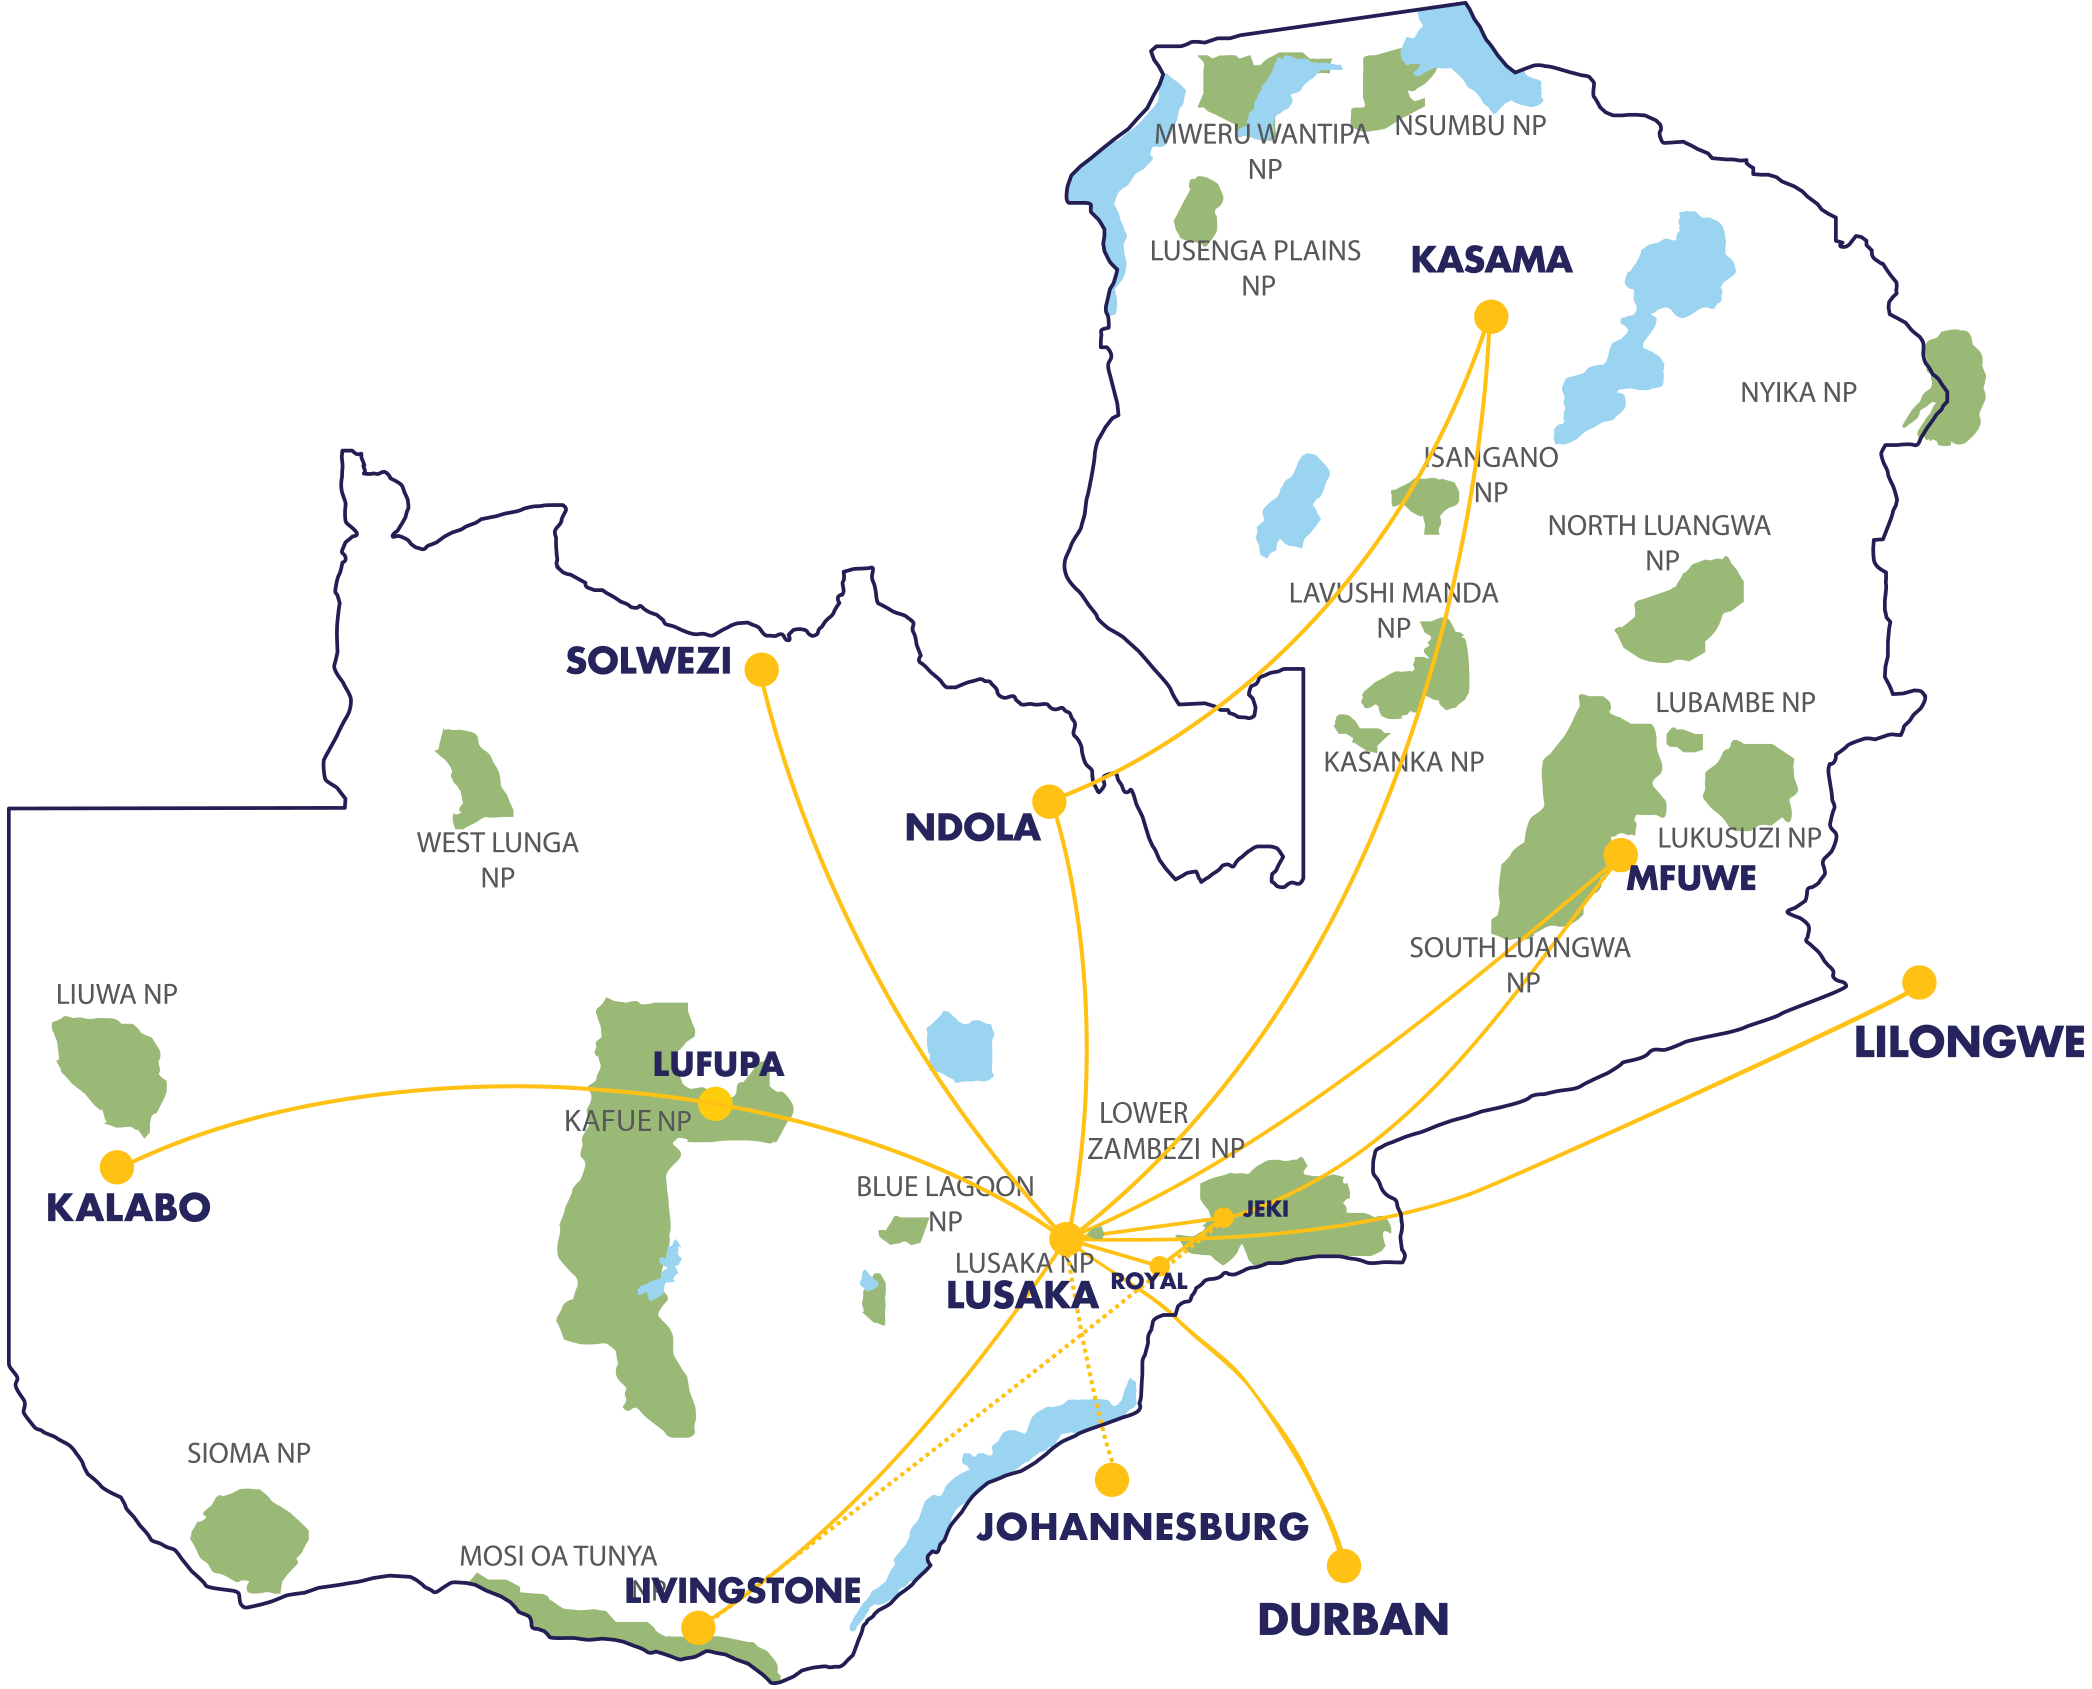 MWERU WANTIPA
NP
NSUMBU NP
LUSENGA PLAINS
NP
KASAMA
NYIKA NP
ISANGANO
NP
NORTH LUANGWA
NP
LAVUSHI MANDA
NP
SOLWEZI
LUBAMBE NP
KASANKA NP
WEST LUNGA
NP
NDOLA
LUKUSUZI NP
MFUWE
SOUTH LUANGWA
NP
LIUWA NP
LILONGWE
LUFUPA
KAFUE NP
LOWER
ZAMBEZI NP
BLUE LAGOON
NP
KALABO
JEKI
LUSAKA NP
ROYAL
LUSAKA
SIOMA NP
JOHANNESBURG
MOSI OA TUNYA
NP
LIVINGSTONE
DURBAN